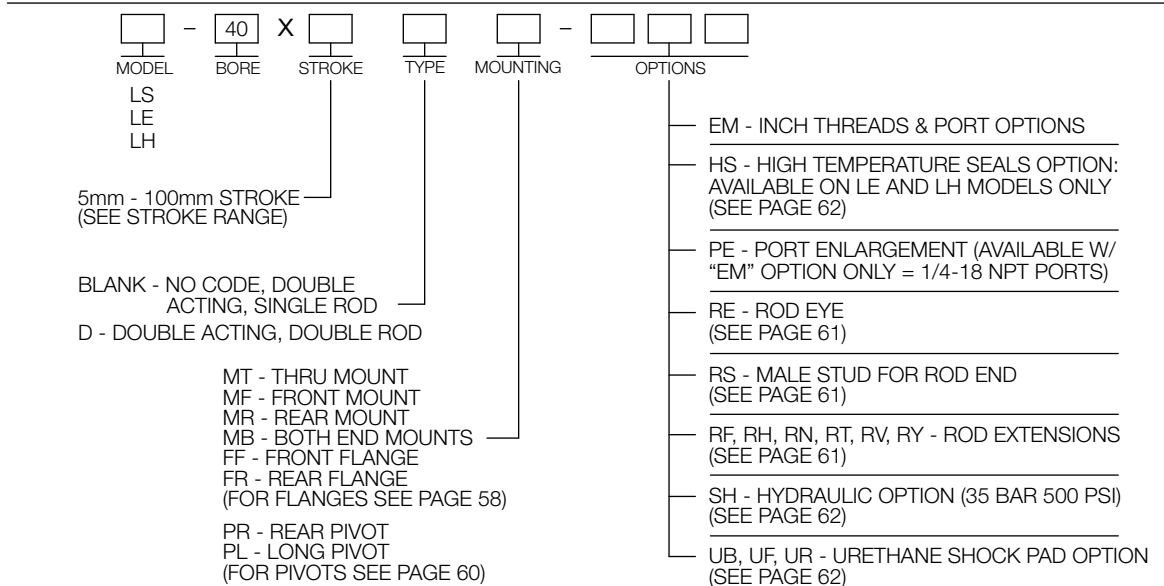 – 40 X –
MODEL BORE STROKE TYPE MOUNTING OPTIONS
LS
LE
LH
5mm - 100mm STROKE
(SEE STROKE RANGE)
BLANK - NO CODE, DOUBLE
ACTING, SINGLE ROD
D - DOUBLE ACTING, DOUBLE ROD
MT - THRU MOUNT
MF - FRONT MOUNT
MR - REAR MOUNT
MB - BOTH END MOUNTS
FF - FRONT FLANGE
FR - REAR FLANGE
(FOR FLANGES SEE PAGE 58)
PR - REAR PIVOT
PL - LONG PIVOT
(FOR PIVOTS SEE PAGE 60)
EM - INCH THREADS & PORT OPTIONS
HS - HIGH TEMPERATURE SEALS OPTION:
AVAILABLE ON LE AND LH MODELS ONLY
(SEE PAGE 62)
PE - PORT ENLARGEMENT (AVAILABLE W/
“EM” OPTION ONLY = 1/4-18 NPT PORTS)
RE - ROD EYE
(SEE PAGE 61)
RS - MALE STUD FOR ROD END
(SEE PAGE 61)
RF, RH, RN, RT, RV, RY - ROD EXTENSIONS
(SEE PAGE 61)
SH - HYDRAULIC OPTION (35 BAR 500 PSI)
(SEE PAGE 62)
UB, UF, UR - URETHANE SHOCK PAD OPTION
(SEE PAGE 62)